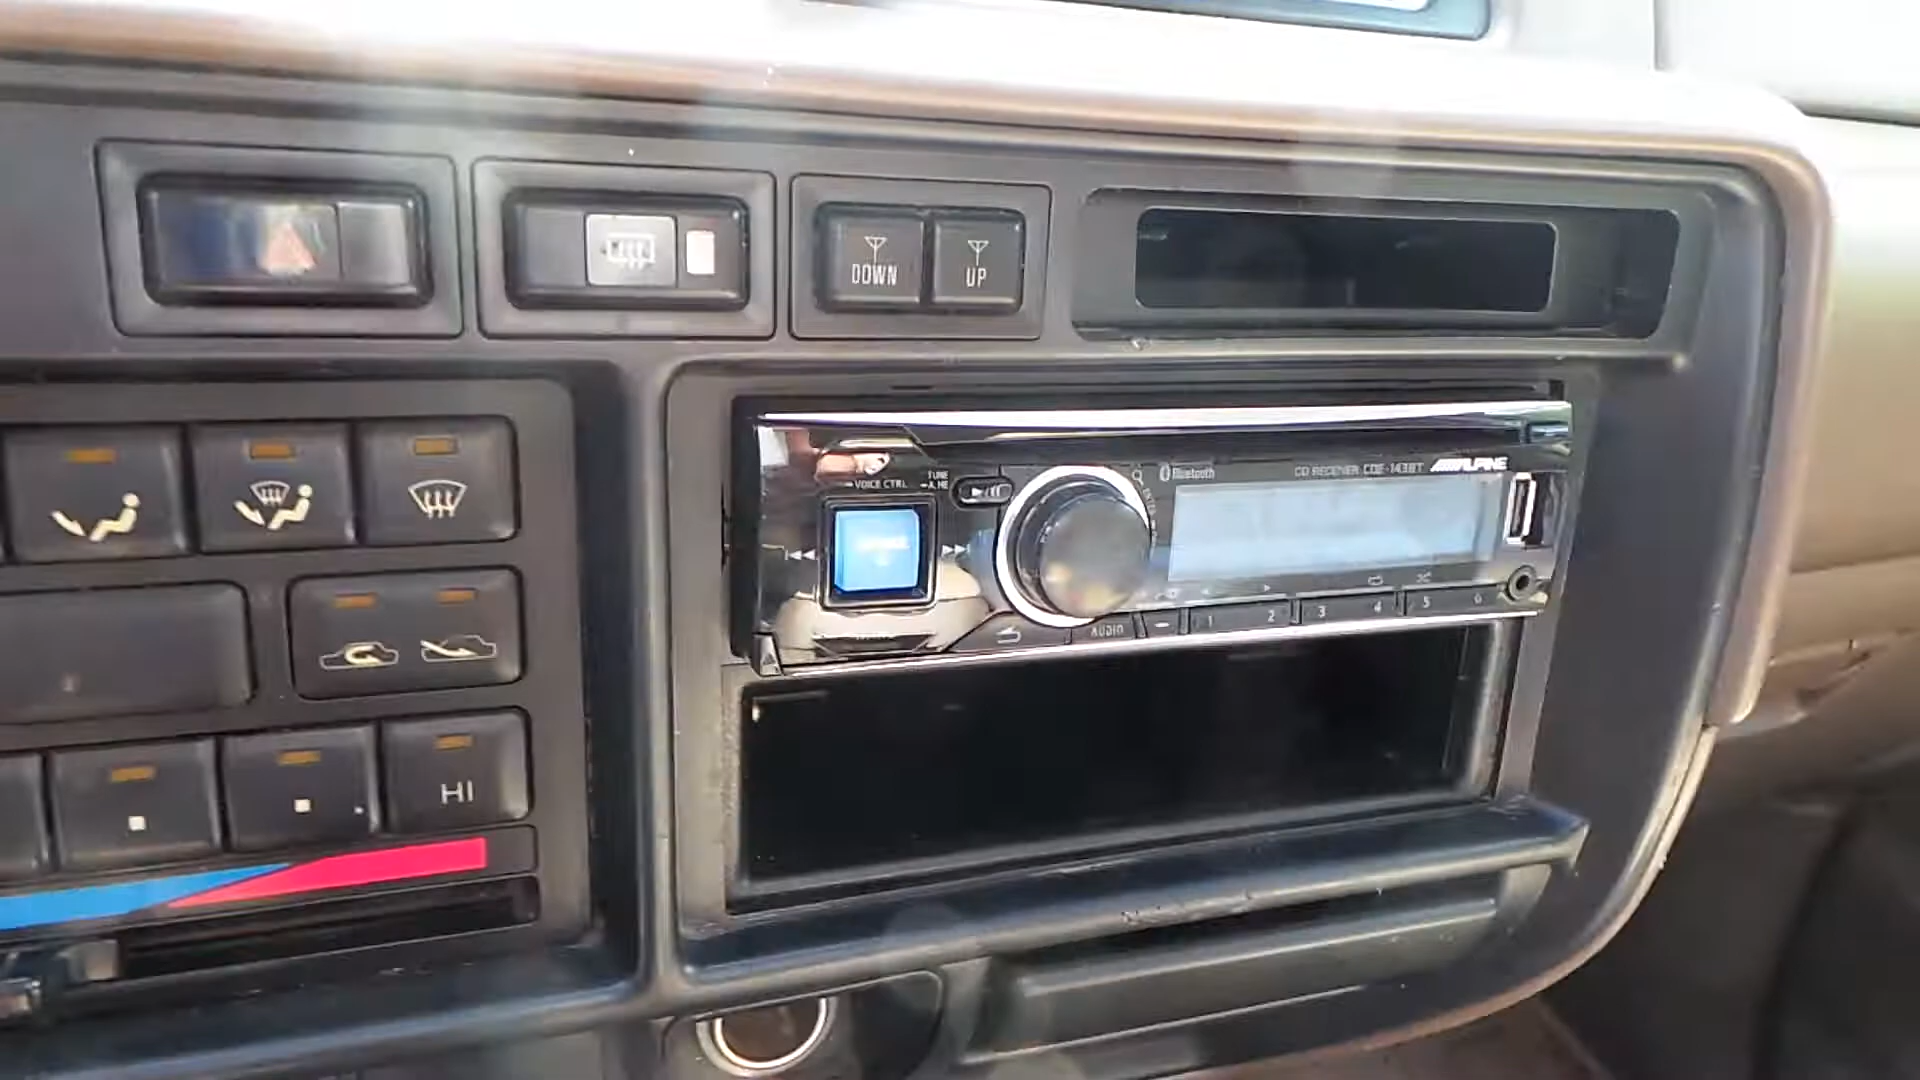 DOWN
UP
Bluetooth
CD RECEIVER CDE-143BT
ALPINE
VOICE CTRL
TUNE
A.ME
ENTER
AUDIO
1
2
3
4
5
6
HI